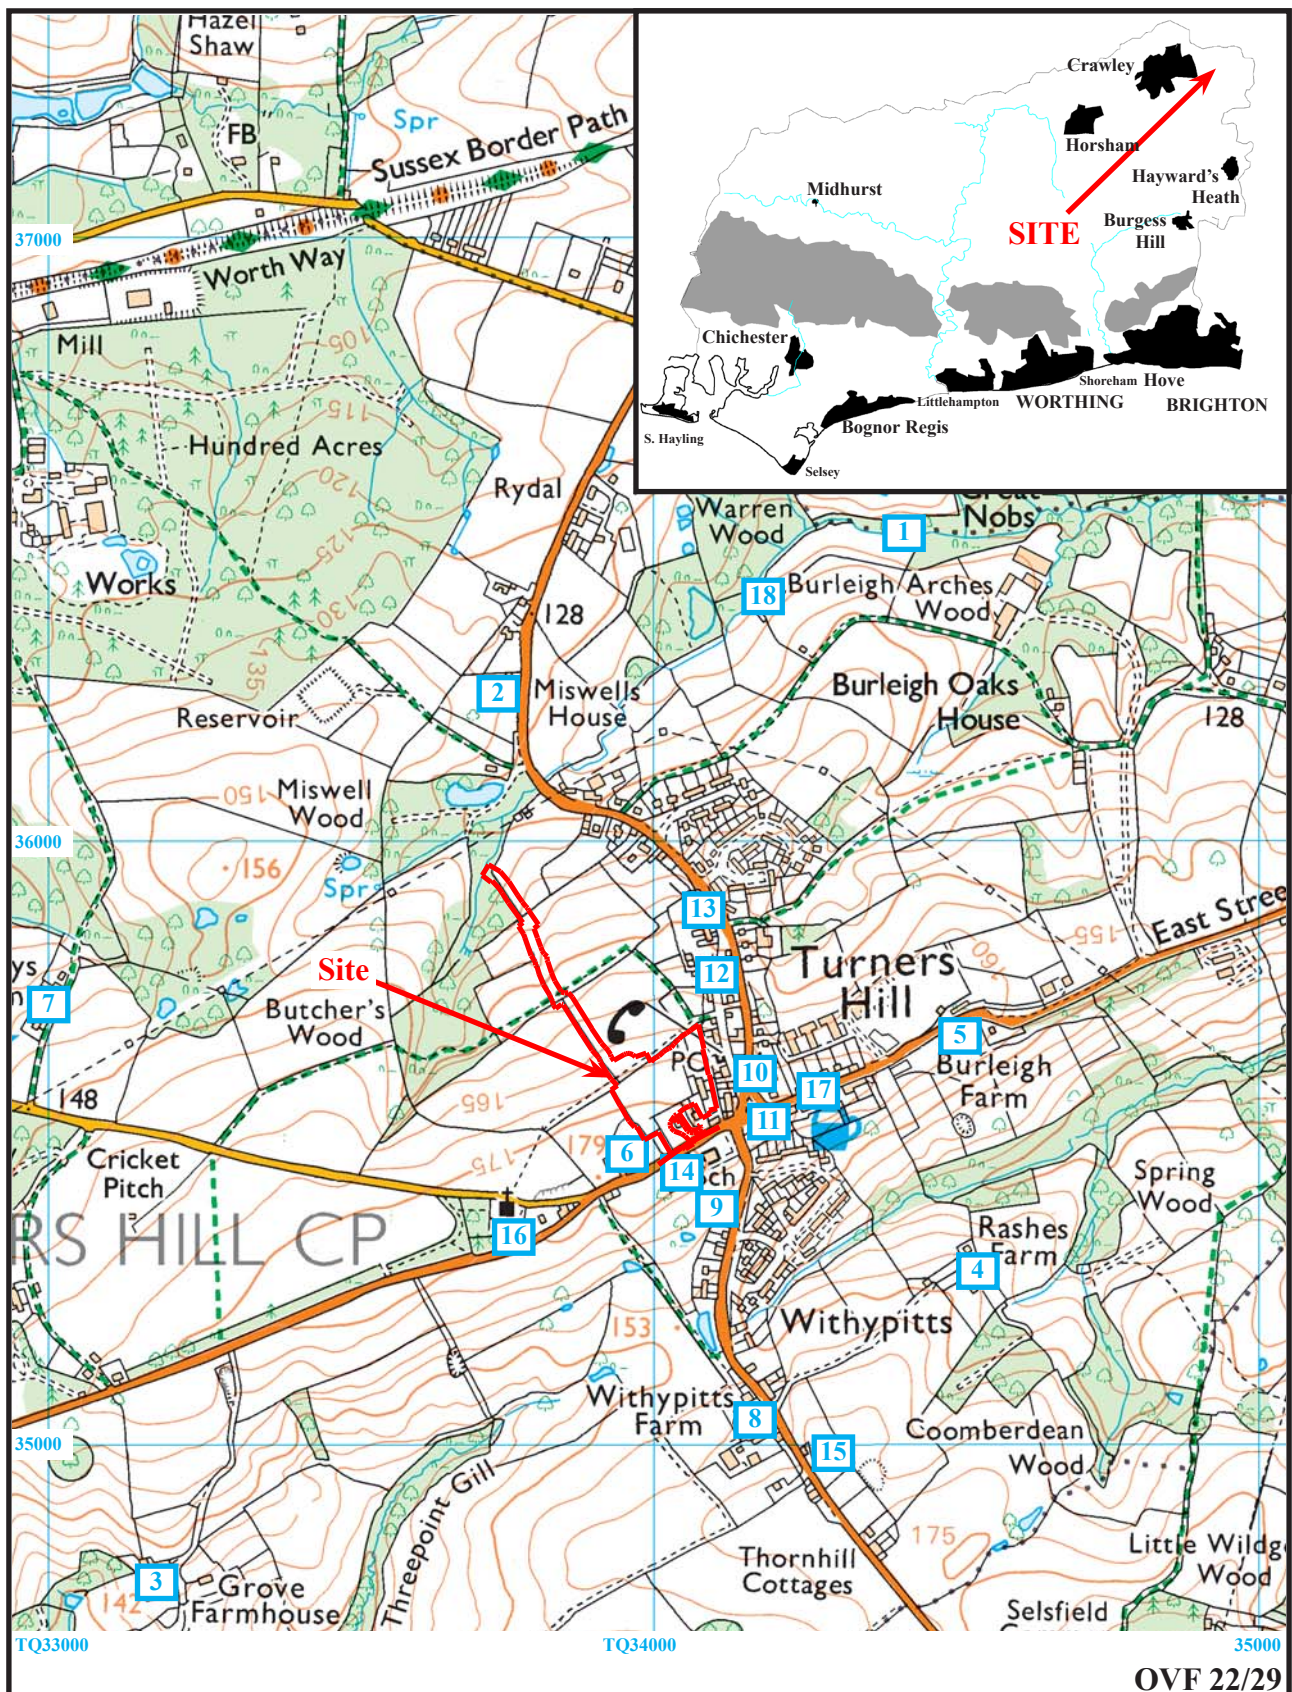 Hazel
Shaw
FB
Spr
Sussex Border Path
37000
Worth Way
Mill
105
115
Hundred Acres
120
125
130
135
Rydal
Works
128
Reservoir
2
Miswells
House
Miswell
Wood
150
36000
156
Spr
Crawley
Horsham
Hayward's
Heath
Midhurst
SITE
Burgess
Hill
Chichester
Shoreham
Hove
Littlehampton
WORTHING
BRIGHTON
Bognor Regis
S. Hayling
Selsey
Warren
Wood
1
Great
Nobs
18
Burleigh Arches
Wood
Burleigh Oaks
House
128
13
12
Turners
Hill
160
155
East Stree
7
Site
Butcher's
Wood
PO
10
17
5
Burleigh
Farm
11
148
165
175
179
6
14
Sch
9
Cricket
Pitch
16
RS HILL CP
Spring
Wood
Rashes
Farm
4
153
Withypitts
Withypitts
Farm
8
15
Coomberdean
Wood
35000
Threepoint Gill
3
142
Grove
Farmhouse
175
Thornhill
Cottages
Little Wildg
Wood
Selsfield
TQ33000
TQ34000
35000
OVF 22/29